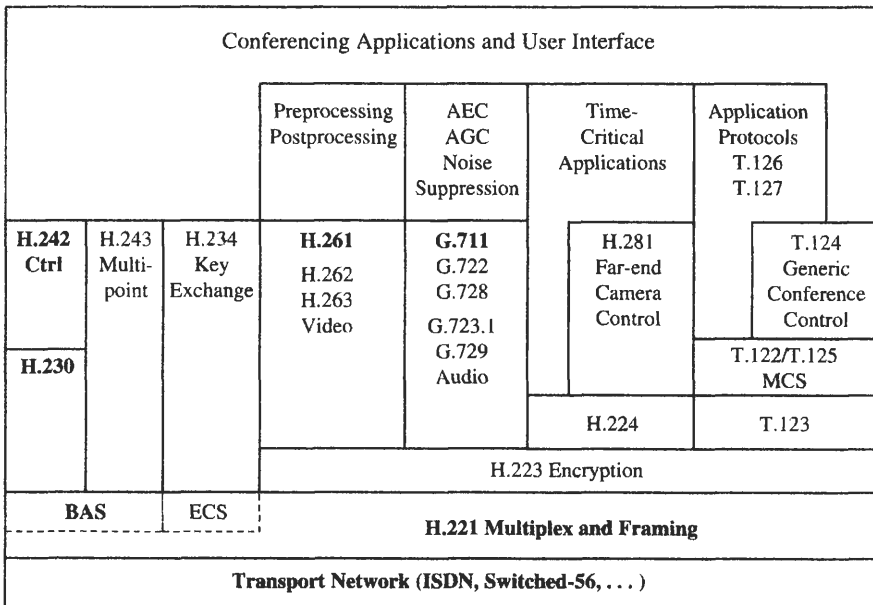 Conferencing Applications and User Interface
Preprocessing
Postprocessing
AEC
AGC
Noise
Suppression
Time-
Critical
Applications
Application
Protocols
T.126
T.127
H.242
Ctrl
H.230
H.243
Multi-
point
H.234
Key
Exchange
H.261
H.262
H.263
Video
G.711
G.722
G.728
G.723.1
G.729
Audio
H.281
Far-end
Camera
Control
T.124
Generic
Conference
Control
T.122/T.125
MCS
H.224
T.123
H.223 Encryption
BAS
ECS
H.221 Multiplex and Framing
Transport Network (ISDN, Switched-56, . . . )